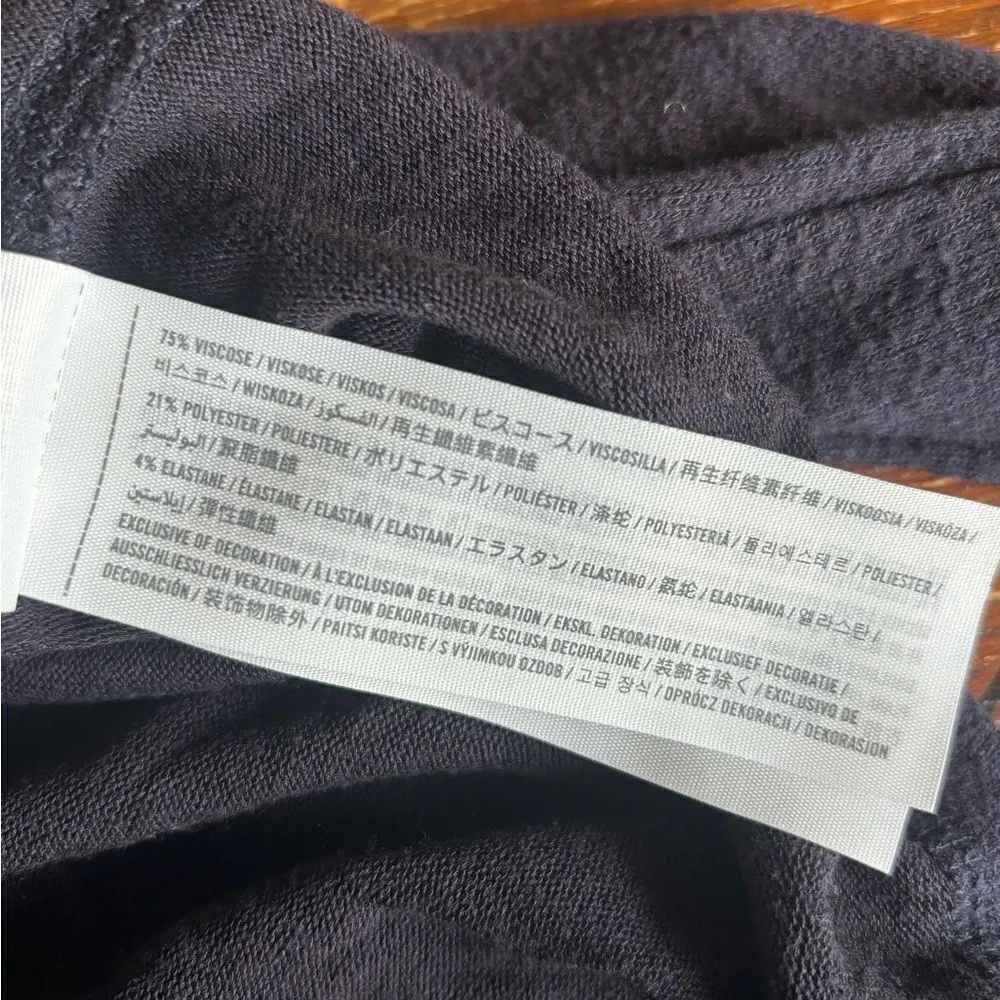 75% VISCOSE / VISKOSE / VISKOS / VISCOSA / ビスコース / VISCOSILLA / 再生纤维素纤维 / VISKOOSIA / VISKÓZA /
비스코스 / WISKOZA / الفسكوز / 再生纖維素纖維
21% POLYESTER / POLIESTERE / ポリエステル / POLIÉSTER / 涤纶 / POLYESTERIÄ / 폴리에스테르 / POLIESTER /
البوليستر / 聚脂纖維
4% ELASTANE / ÉLASTANE / ELASTAN / ELASTAAN / エラスタン / ELASTANO / 氨纶 / ELASTAANIA / 엘라스탄 /
إيلاستين / 彈性纖維
EXCLUSIVE OF DECORATION / À L'EXCLUSION DE LA DÉCORATION / EKSKL. DEKORATION / EXCLUSIEF DECORATIE /
AUSSCHLIESSLICH VERZIERUNG / UTOM DEKORATIONEN / ESCLUSA DECORAZIONE / 装飾を除く / EXCLUSIVO DE
DECORACIÓN / 装饰物除外 / PAITSI KORISTE / S VÝJIMKOU OZDOB / 고급 장식 / OPRÓCZ DEKORACJI / DEKORASJON